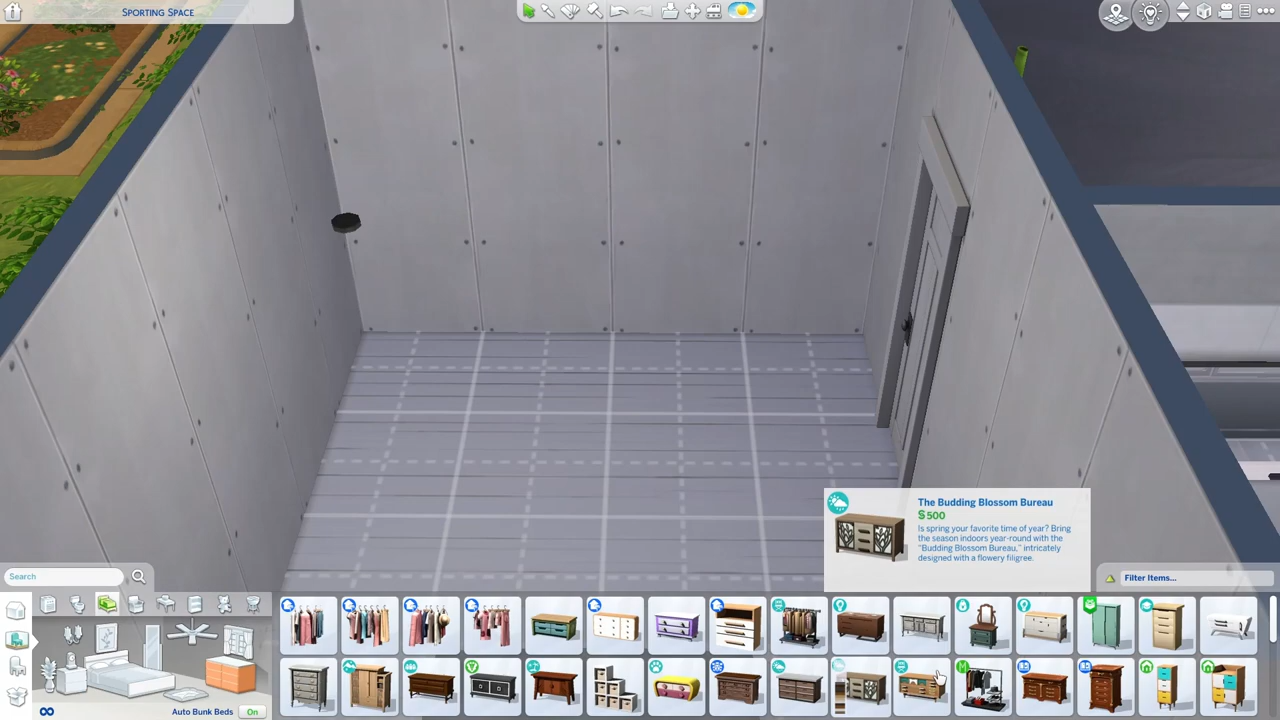 SPORTING SPACE
The Budding Blossom Bureau
§500
Is spring your favorite time of year? Bring
the season indoors year-round with the
"Budding Blossom Bureau," intricately
designed with a flowery filigree.
Search
Filter Items...
Auto Bunk Beds On